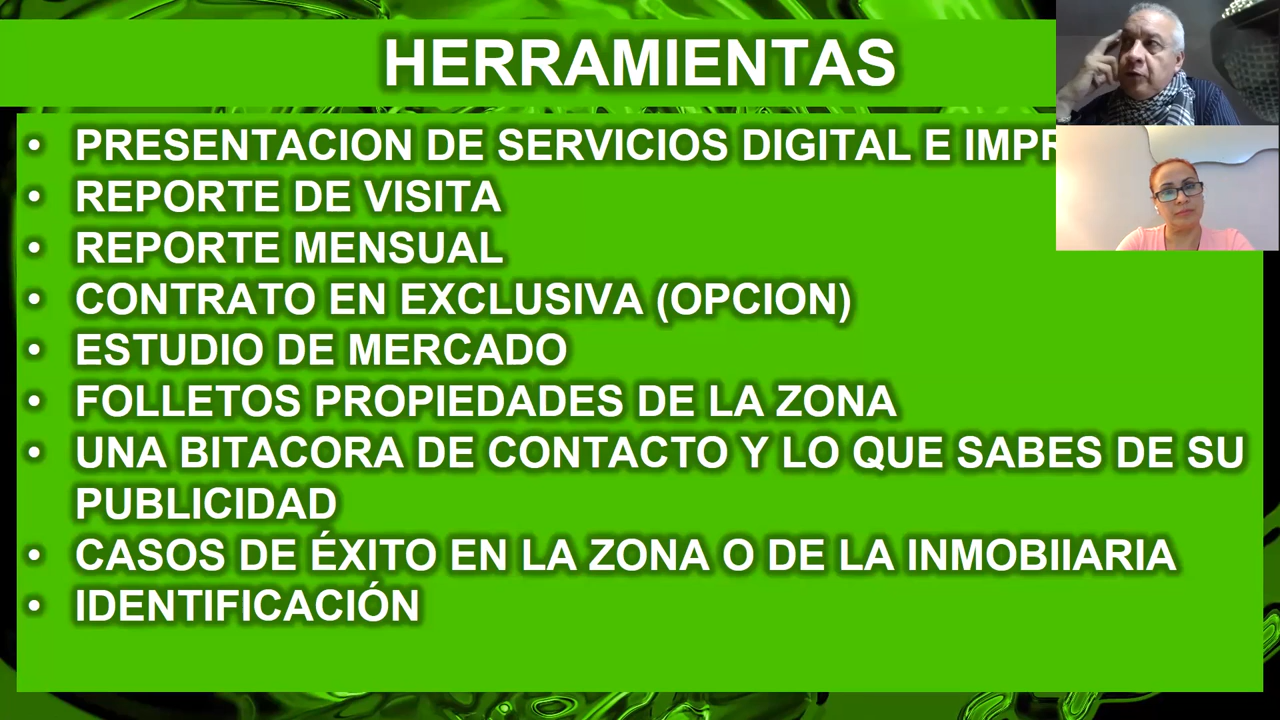 HERRAMIENTAS
• PRESENTACION DE SERVICIOS DIGITAL E
• REPORTE DE VISITA
• REPORTE MENSUAL
• CONTRATO EN EXCLUSIVA (OPCION)
• ESTUDIO DE MERCADO
• FOLLETOS PROPIEDADES DE LA ZONA
• UNA BITACORA DE CONTACTO Y LO QUE SABES DE SU
PUBLICIDAD
• CASOS DE ÉXITO EN LA ZONA O DE LA INMOBIIARIA
• IDENTIFICACIÓN